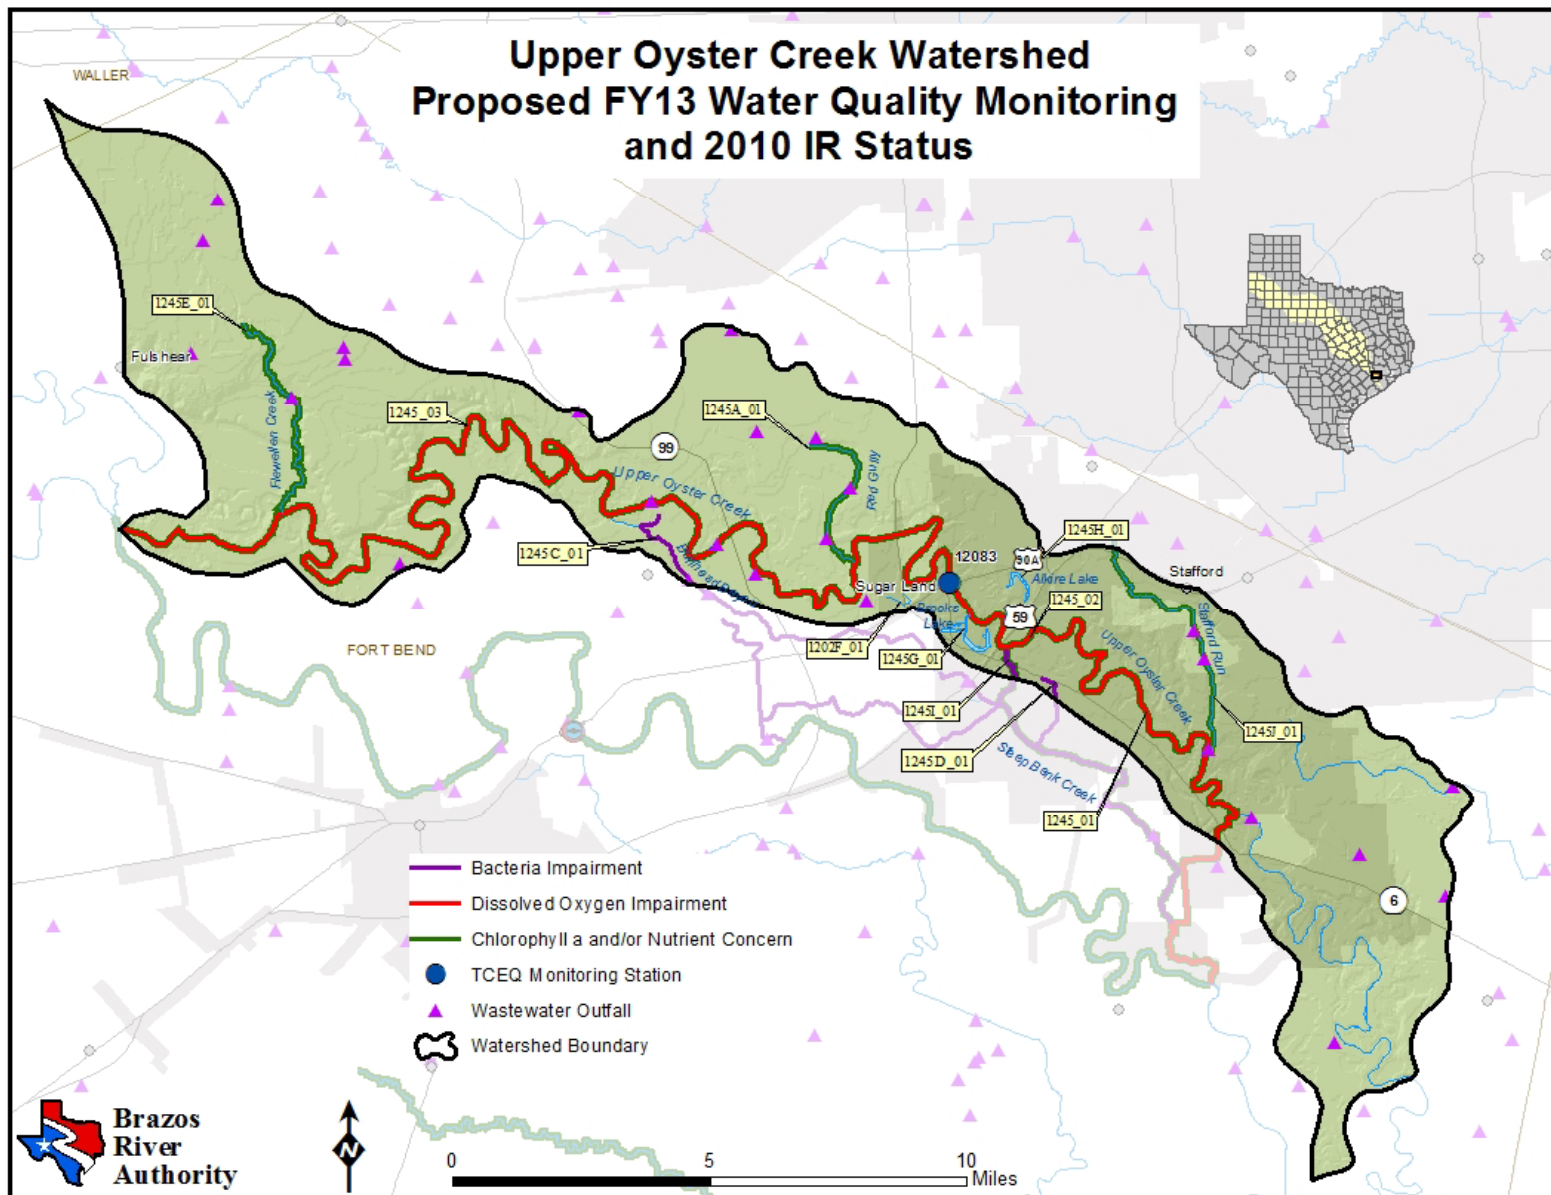 Upper Oyster Creek Watershed
Proposed FY13 Water Quality Monitoring
and 2010 IR Status
WALLER
1245E_01
Fulshear
Flewellen Creek
1245_03
99
1245A_01
Red Gully
Upper Oyster Creek
1245C_01
Bullhead Bayou
12083
90A
1245H_01
Alkire Lake
Stafford
Sugar Land
Brooks
Lake
59
1245_02
1202F_01
1245G_01
Upper Oyster Creek
Stafford Run
FORT BEND
1245I_01
1245J_01
1245D_01
Steep Bank Creek
1245_01
6
Bacteria Impairment
Dissolved Oxygen Impairment
Chlorophyll a and/or Nutrient Concern
TCEQ Monitoring Station
Wastewater Outfall
Watershed Boundary
Brazos
River
Authority
N
0 5 10
Miles